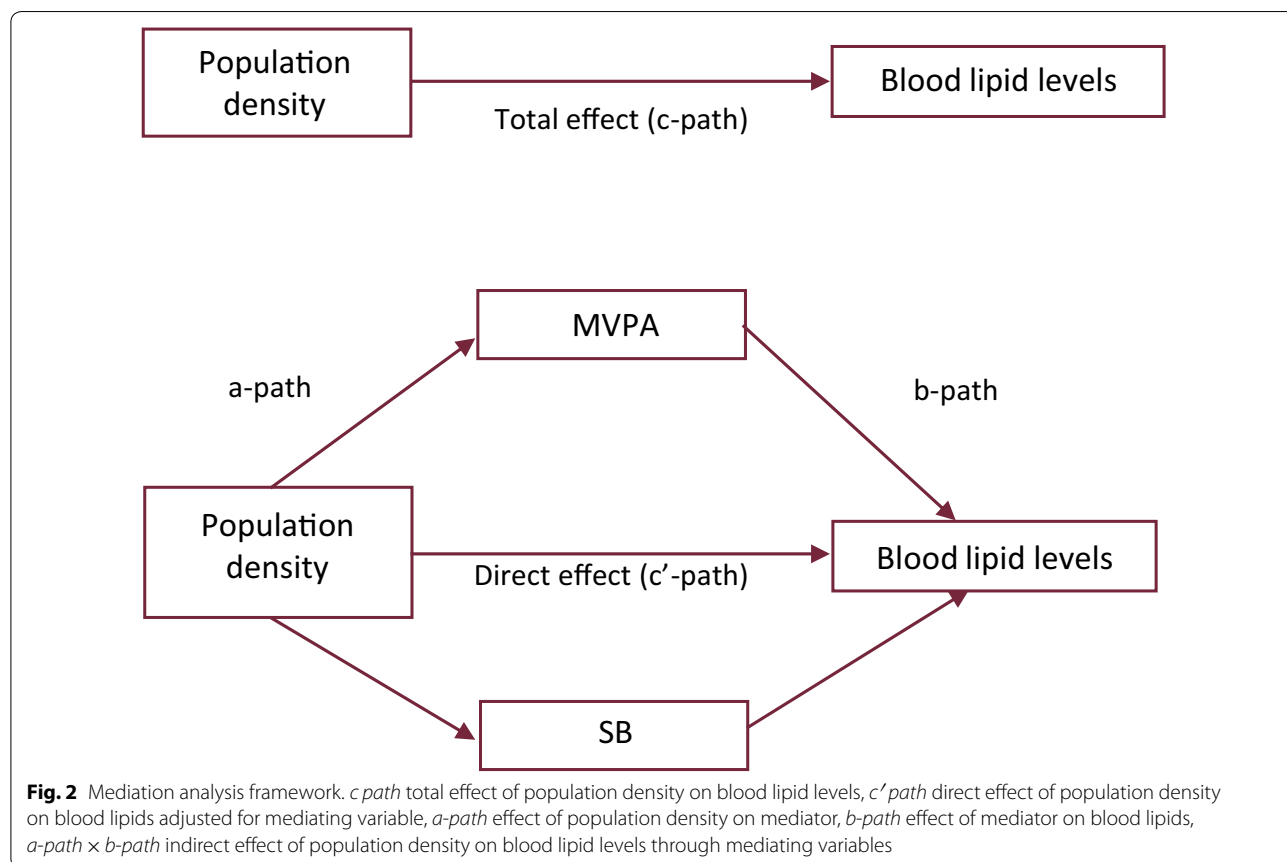 Population
density
Blood lipid levels
Total effect (c-path)
MVPA
a-path
b-path
Population
density
Direct effect (c′-path)
Blood lipid levels
SB
Fig. 2 Mediation analysis framework. c path total effect of population density on blood lipid levels, c′ path direct effect of population density
on blood lipids adjusted for mediating variable, a-path effect of population density on mediator, b-path effect of mediator on blood lipids,
a-path × b-path indirect effect of population density on blood lipid levels through mediating variables